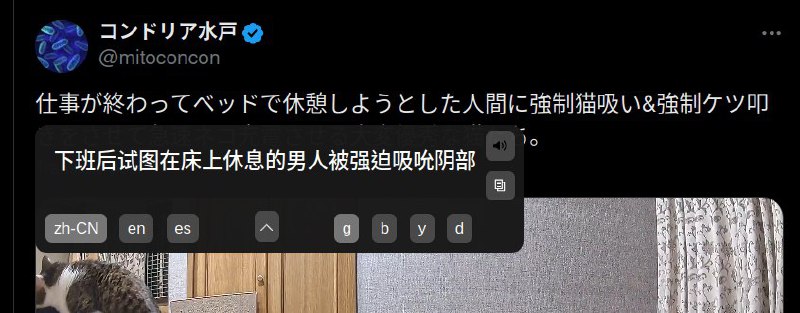 コンドリア水戸
@mitoconcon
仕事が終わってベッドで休憩しようとした人間に強制猫吸い&強制ケツ叩
る。
下班后试图在床上休息的男人被强迫吸吮阴部
zh-CN en es g b y d